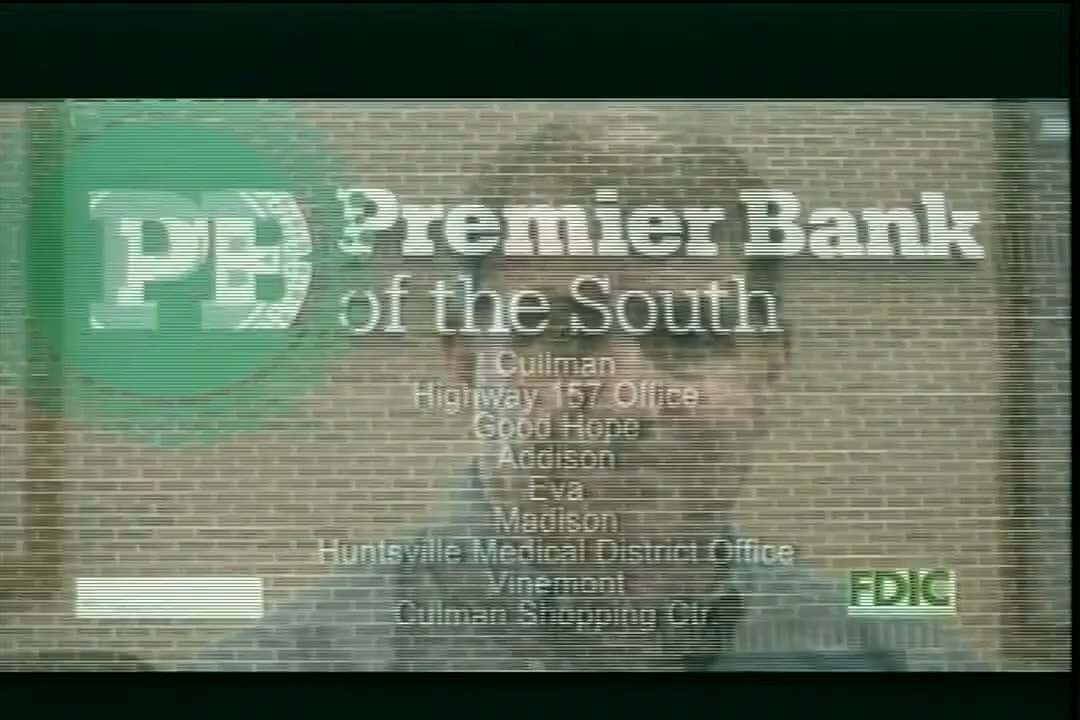 PB Premier Bank
of the South
Cullman
Highway 157 Office
Good Hope
Addison
Eva
Madison
Huntsville Medical District Office
Vinemont
Cullman Shopping Ctr.
FDIC